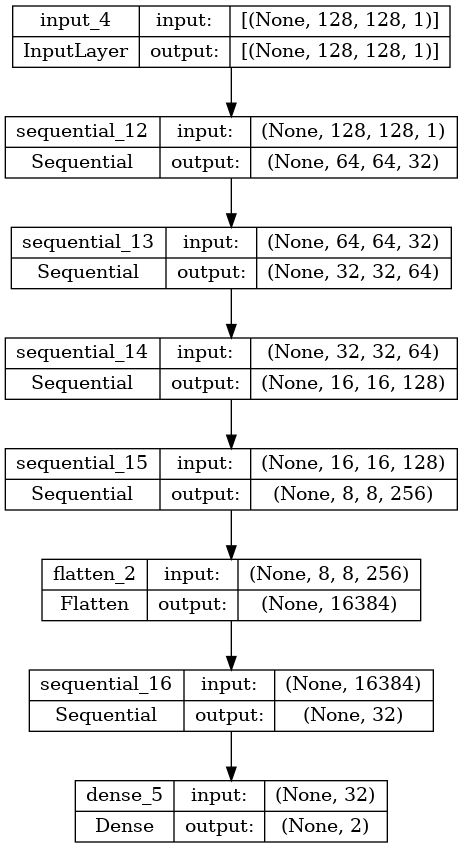 input_4 input: [(None, 128, 128, 1)]
InputLayer output: [(None, 128, 128, 1)]
sequential_12 input: (None, 128, 128, 1)
Sequential output: (None, 64, 64, 32)
sequential_13 input: (None, 64, 64, 32)
Sequential output: (None, 32, 32, 64)
sequential_14 input: (None, 32, 32, 64)
Sequential output: (None, 16, 16, 128)
sequential_15 input: (None, 16, 16, 128)
Sequential output: (None, 8, 8, 256)
flatten_2 input: (None, 8, 8, 256)
Flatten output: (None, 16384)
sequential_16 input: (None, 16384)
Sequential output: (None, 32)
dense_5 input: (None, 32)
Dense output: (None, 2)